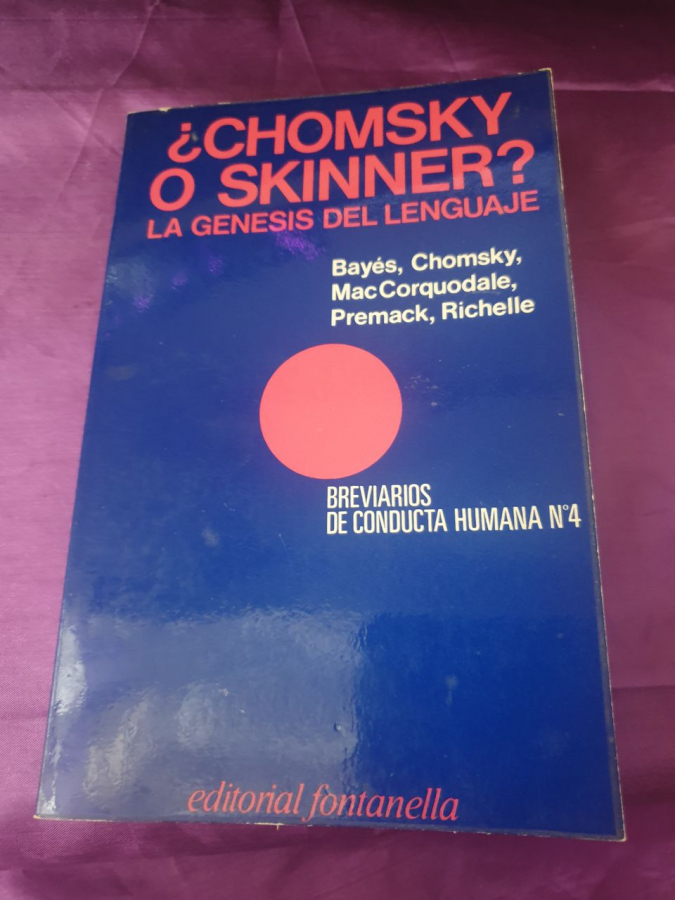 ¿CHOMSKY
O SKINNER?
LA GENESIS DEL LENGUAJE
Bayés, Chomsky,
MacCorquodale,
Premack, Richelle
BREVIARIOS
DE CONDUCTA HUMANA N°4
editorial fontanella